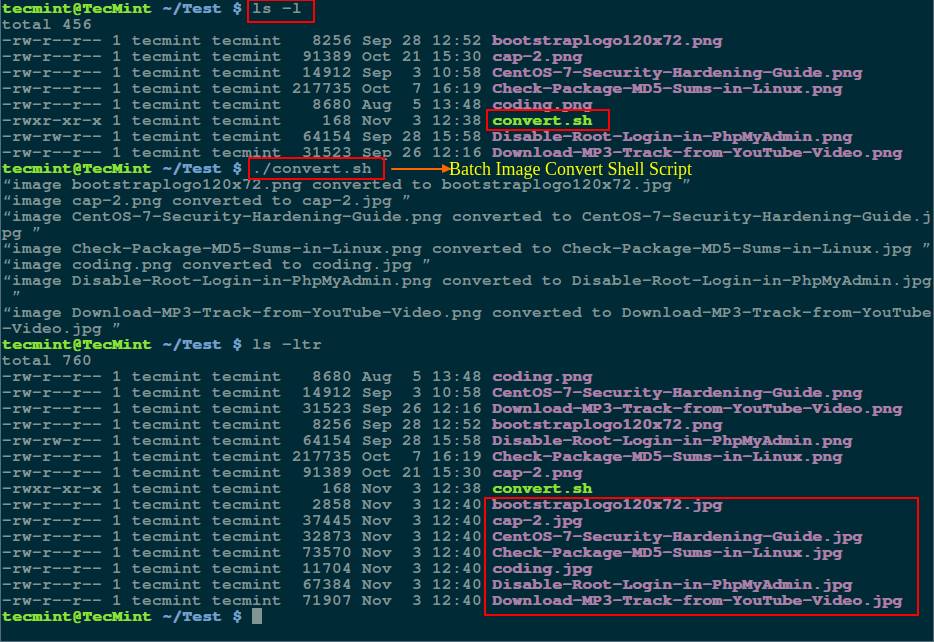 tecmint@TecMint ~/Test $ ls -l
total 456
-rw-r--r-- 1 tecmint tecmint   8256 Sep 28 12:52 bootstraplogo120x72.png
-rw-r--r-- 1 tecmint tecmint  91389 Oct 21 15:30 cap-2.png
-rw-r--r-- 1 tecmint tecmint  14912 Sep  3 10:58 CentOS-7-Security-Hardening-Guide.png
-rw-r--r-- 1 tecmint tecmint 217735 Oct  7 16:19 Check-Package-MD5-Sums-in-Linux.png
-rw-r--r-- 1 tecmint tecmint   8680 Aug  5 13:48 coding.png
-rwxr-xr-x 1 tecmint tecmint    168 Nov  3 12:38 convert.sh
-rw-rw-r-- 1 tecmint tecmint  64154 Sep 28 15:58 Disable-Root-Login-in-PhpMyAdmin.png
-rw-r--r-- 1 tecmint tecmint  31523 Sep 26 12:16 Download-MP3-Track-from-YouTube-Video.png
tecmint@TecMint ~/Test $ ./convert.sh Batch Image Convert Shell Script
“image bootstraplogo120x72.png converted to bootstraplogo120x72.jpg ”
“image cap-2.png converted to cap-2.jpg ”
“image CentOS-7-Security-Hardening-Guide.png converted to CentOS-7-Security-Hardening-Guide.j
pg ”
“image Check-Package-MD5-Sums-in-Linux.png converted to Check-Package-MD5-Sums-in-Linux.jpg ”
“image coding.png converted to coding.jpg ”
“image Disable-Root-Login-in-PhpMyAdmin.png converted to Disable-Root-Login-in-PhpMyAdmin.jpg
”
“image Download-MP3-Track-from-YouTube-Video.png converted to Download-MP3-Track-from-YouTube
-Video.jpg ”
tecmint@TecMint ~/Test $ ls -ltr
total 760
-rw-r--r-- 1 tecmint tecmint   8680 Aug  5 13:48 coding.png
-rw-r--r-- 1 tecmint tecmint  14912 Sep  3 10:58 CentOS-7-Security-Hardening-Guide.png
-rw-r--r-- 1 tecmint tecmint  31523 Sep 26 12:16 Download-MP3-Track-from-YouTube-Video.png
-rw-r--r-- 1 tecmint tecmint   8256 Sep 28 12:52 bootstraplogo120x72.png
-rw-rw-r-- 1 tecmint tecmint  64154 Sep 28 15:58 Disable-Root-Login-in-PhpMyAdmin.png
-rw-r--r-- 1 tecmint tecmint 217735 Oct  7 16:19 Check-Package-MD5-Sums-in-Linux.png
-rw-r--r-- 1 tecmint tecmint  91389 Oct 21 15:30 cap-2.png
-rwxr-xr-x 1 tecmint tecmint    168 Nov  3 12:38 convert.sh
-rw-r--r-- 1 tecmint tecmint   2858 Nov  3 12:40 bootstraplogo120x72.jpg
-rw-r--r-- 1 tecmint tecmint  37445 Nov  3 12:40 cap-2.jpg
-rw-r--r-- 1 tecmint tecmint  32873 Nov  3 12:40 CentOS-7-Security-Hardening-Guide.jpg
-rw-r--r-- 1 tecmint tecmint  73570 Nov  3 12:40 Check-Package-MD5-Sums-in-Linux.jpg
-rw-r--r-- 1 tecmint tecmint  11704 Nov  3 12:40 coding.jpg
-rw-r--r-- 1 tecmint tecmint  67384 Nov  3 12:40 Disable-Root-Login-in-PhpMyAdmin.jpg
-rw-r--r-- 1 tecmint tecmint  71907 Nov  3 12:40 Download-MP3-Track-from-YouTube-Video.jpg
tecmint@TecMint ~/Test $